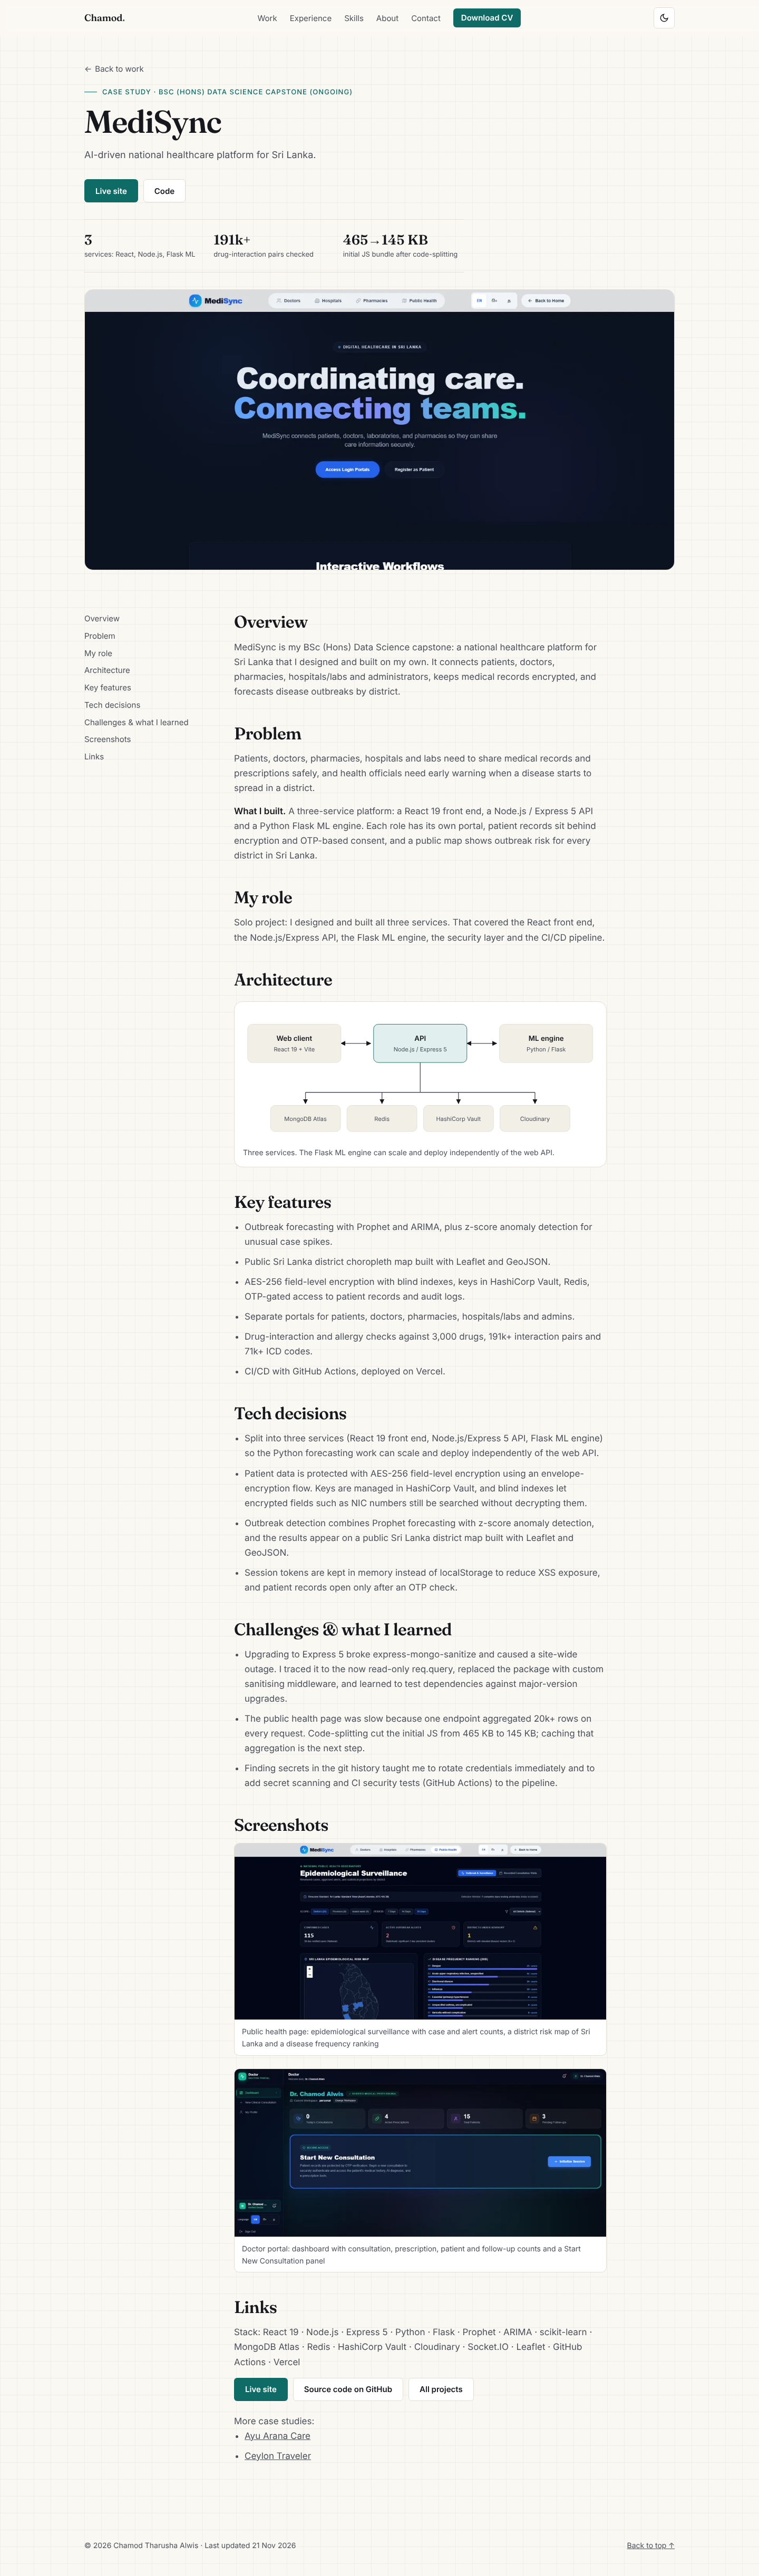 Chamod.
Work
Experience
Skills
About
Contact
Download CV
← Back to work
CASE STUDY · BSC (HONS) DATA SCIENCE CAPSTONE (ONGOING)
MediSync
AI-driven national healthcare platform for Sri Lanka.
Live site
Code
3
services: React, Node.js, Flask ML
191k+
drug-interaction pairs checked
465→145 KB
initial JS bundle after code-splitting
MediSync
Doctors
Hospitals
Pharmacies
Public Health
EN
← Back to Home
DIGITAL HEALTHCARE IN SRI LANKA
Coordinating care.
Connecting teams.
MediSync connects patients, doctors, laboratories, and pharmacies so they can share
care information securely.
Access Login Portals
Register as Patient
Interactive Workflows
Overview
Problem
My role
Architecture
Key features
Tech decisions
Challenges & what I learned
Screenshots
Links
Overview
MediSync is my BSc (Hons) Data Science capstone: a national healthcare platform for
Sri Lanka that I designed and built on my own. It connects patients, doctors,
pharmacies, hospitals/labs and administrators, keeps medical records encrypted, and
forecasts disease outbreaks by district.
Problem
Patients, doctors, pharmacies, hospitals and labs need to share medical records and
prescriptions safely, and health officials need early warning when a disease starts to
spread in a district.
What I built. A three-service platform: a React 19 front end, a Node.js / Express 5 API
and a Python Flask ML engine. Each role has its own portal, patient records sit behind
encryption and OTP-based consent, and a public map shows outbreak risk for every
district in Sri Lanka.
My role
Solo project: I designed and built all three services. That covered the React front end,
the Node.js/Express API, the Flask ML engine, the security layer and the CI/CD pipeline.
Architecture
Web client
React 19 + Vite
API
Node.js / Express 5
ML engine
Python / Flask
MongoDB Atlas
Redis
HashiCorp Vault
Cloudinary
Three services. The Flask ML engine can scale and deploy independently of the web API.
Key features
• Outbreak forecasting with Prophet and ARIMA, plus z-score anomaly detection for
unusual case spikes.
• Public Sri Lanka district choropleth map built with Leaflet and GeoJSON.
• AES-256 field-level encryption with blind indexes, keys in HashiCorp Vault, Redis,
OTP-gated access to patient records and audit logs.
• Separate portals for patients, doctors, pharmacies, hospitals/labs and admins.
• Drug-interaction and allergy checks against 3,000 drugs, 191k+ interaction pairs and
71k+ ICD codes.
• CI/CD with GitHub Actions, deployed on Vercel.
Tech decisions
• Split into three services (React 19 front end, Node.js/Express 5 API, Flask ML engine)
so the Python forecasting work can scale and deploy independently of the web API.
• Patient data is protected with AES-256 field-level encryption using an envelope-
encryption flow. Keys are managed in HashiCorp Vault, and blind indexes let
encrypted fields such as NIC numbers still be searched without decrypting them.
• Outbreak detection combines Prophet forecasting with z-score anomaly detection,
and the results appear on a public Sri Lanka district map built with Leaflet and
GeoJSON.
• Session tokens are kept in memory instead of localStorage to reduce XSS exposure,
and patient records open only after an OTP check.
Challenges & what I learned
• Upgrading to Express 5 broke express-mongo-sanitize and caused a site-wide
outage. I traced it to the now read-only req.query, replaced the package with custom
sanitising middleware, and learned to test dependencies against major-version
upgrades.
• The public health page was slow because one endpoint aggregated 20k+ rows on
every request. Code-splitting cut the initial JS from 465 KB to 145 KB; caching that
aggregation is the next step.
• Finding secrets in the git history taught me to rotate credentials immediately and to
add secret scanning and CI security tests (GitHub Actions) to the pipeline.
Screenshots
MediSync
Epidemiological Surveillance
115
2
1
Public health page: epidemiological surveillance with case and alert counts, a district risk map of Sri
Lanka and a disease frequency ranking
Doctor
Doctor
Dr. Chamod Alwis
0
4
15
3
Start New Consultation
Doctor portal: dashboard with consultation, prescription, patient and follow-up counts and a Start
New Consultation panel
Links
Stack: React 19 · Node.js · Express 5 · Python · Flask · Prophet · ARIMA · scikit-learn ·
MongoDB Atlas · Redis · HashiCorp Vault · Cloudinary · Socket.IO · Leaflet · GitHub
Actions · Vercel
Live site
Source code on GitHub
All projects
More case studies:
• Ayu Arana Care
• Ceylon Traveler
© 2026 Chamod Tharusha Alwis · Last updated 21 Nov 2026
Back to top ↑